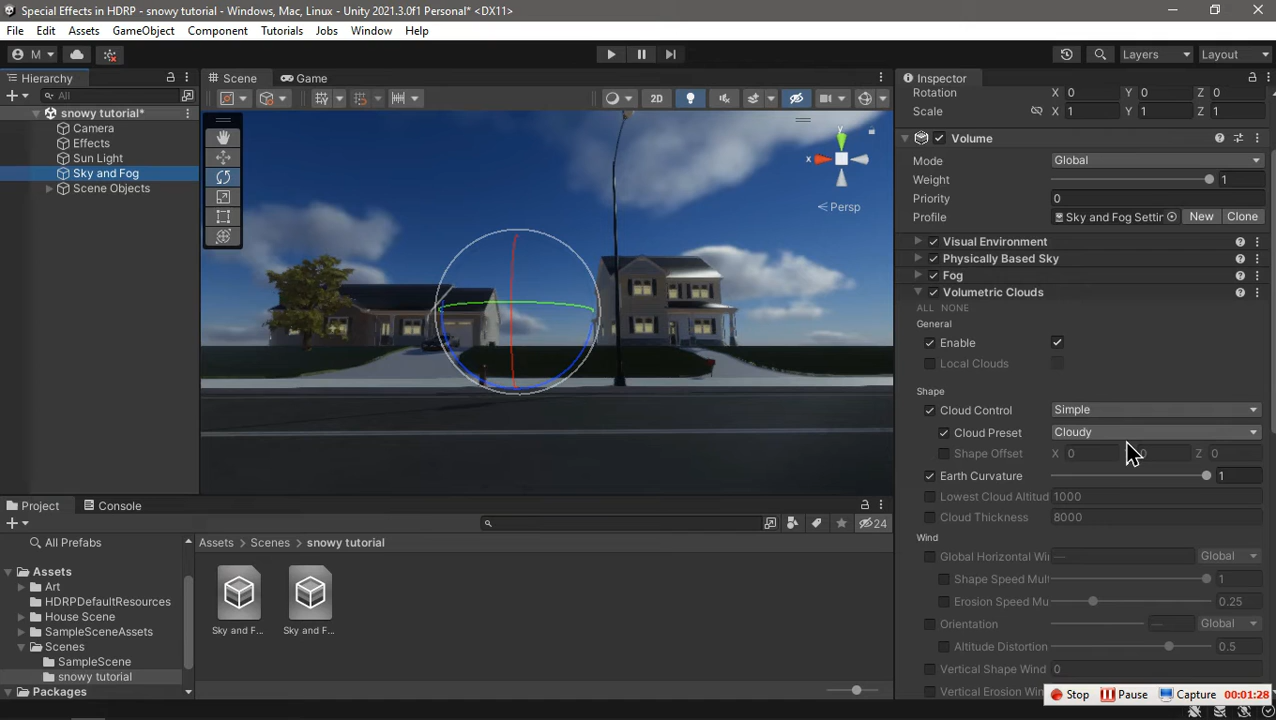 Special Effects in HDRP - snowy tutorial - Windows, Mac, Linux - Unity 2021.3.0f1 Personal* <DX11>
File Edit Assets GameObject Component Tutorials Jobs Window Help
M Layers Layout
Hierarchy
All
snowy tutorial*
Camera
Effects
Sun Light
Sky and Fog
Scene Objects
Scene Game
2D
y
x
Persp
Inspector
Rotation X 0 Y 0 Z 0
Scale X 1 Y 1 Z 1
Volume
Mode Global
Weight 1
Priority 0
Profile Sky and Fog Settin New Clone
Visual Environment
Physically Based Sky
Fog
Volumetric Clouds
ALL NONE
General
Enable
Local Clouds
Shape
Cloud Control Simple
Cloud Preset Cloudy
Shape Offset X 0 0 Z 0
Earth Curvature 1
Lowest Cloud Altitud 1000
Cloud Thickness 8000
Wind
Global Horizontal Wi — Global
Shape Speed Mult 1
Erosion Speed Mu 0.25
Orientation — Global
Altitude Distortion 0.5
Vertical Shape Wind 0
Vertical Erosion Win
Project Console
24
All Prefabs
Assets
Art
HDRPDefaultResources
House Scene
SampleSceneAssets
Scenes
SampleScene
snowy tutorial
Packages
Assets > Scenes > snowy tutorial
Sky and F... Sky and F...
Stop Pause Capture 00:01:28